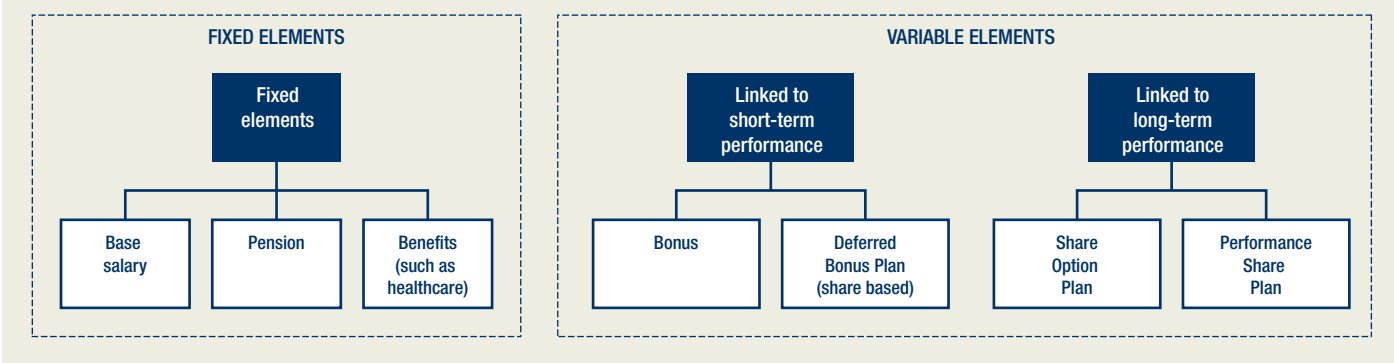 FIXED ELEMENTS
Fixed
elements
Base
salary
Pension
Benefits
(such as
healthcare)
VARIABLE ELEMENTS
Linked to
short-term
performance
Bonus
Deferred
Bonus Plan
(share based)
Linked to
long-term
performance
Share
Option
Plan
Performance
Share
Plan